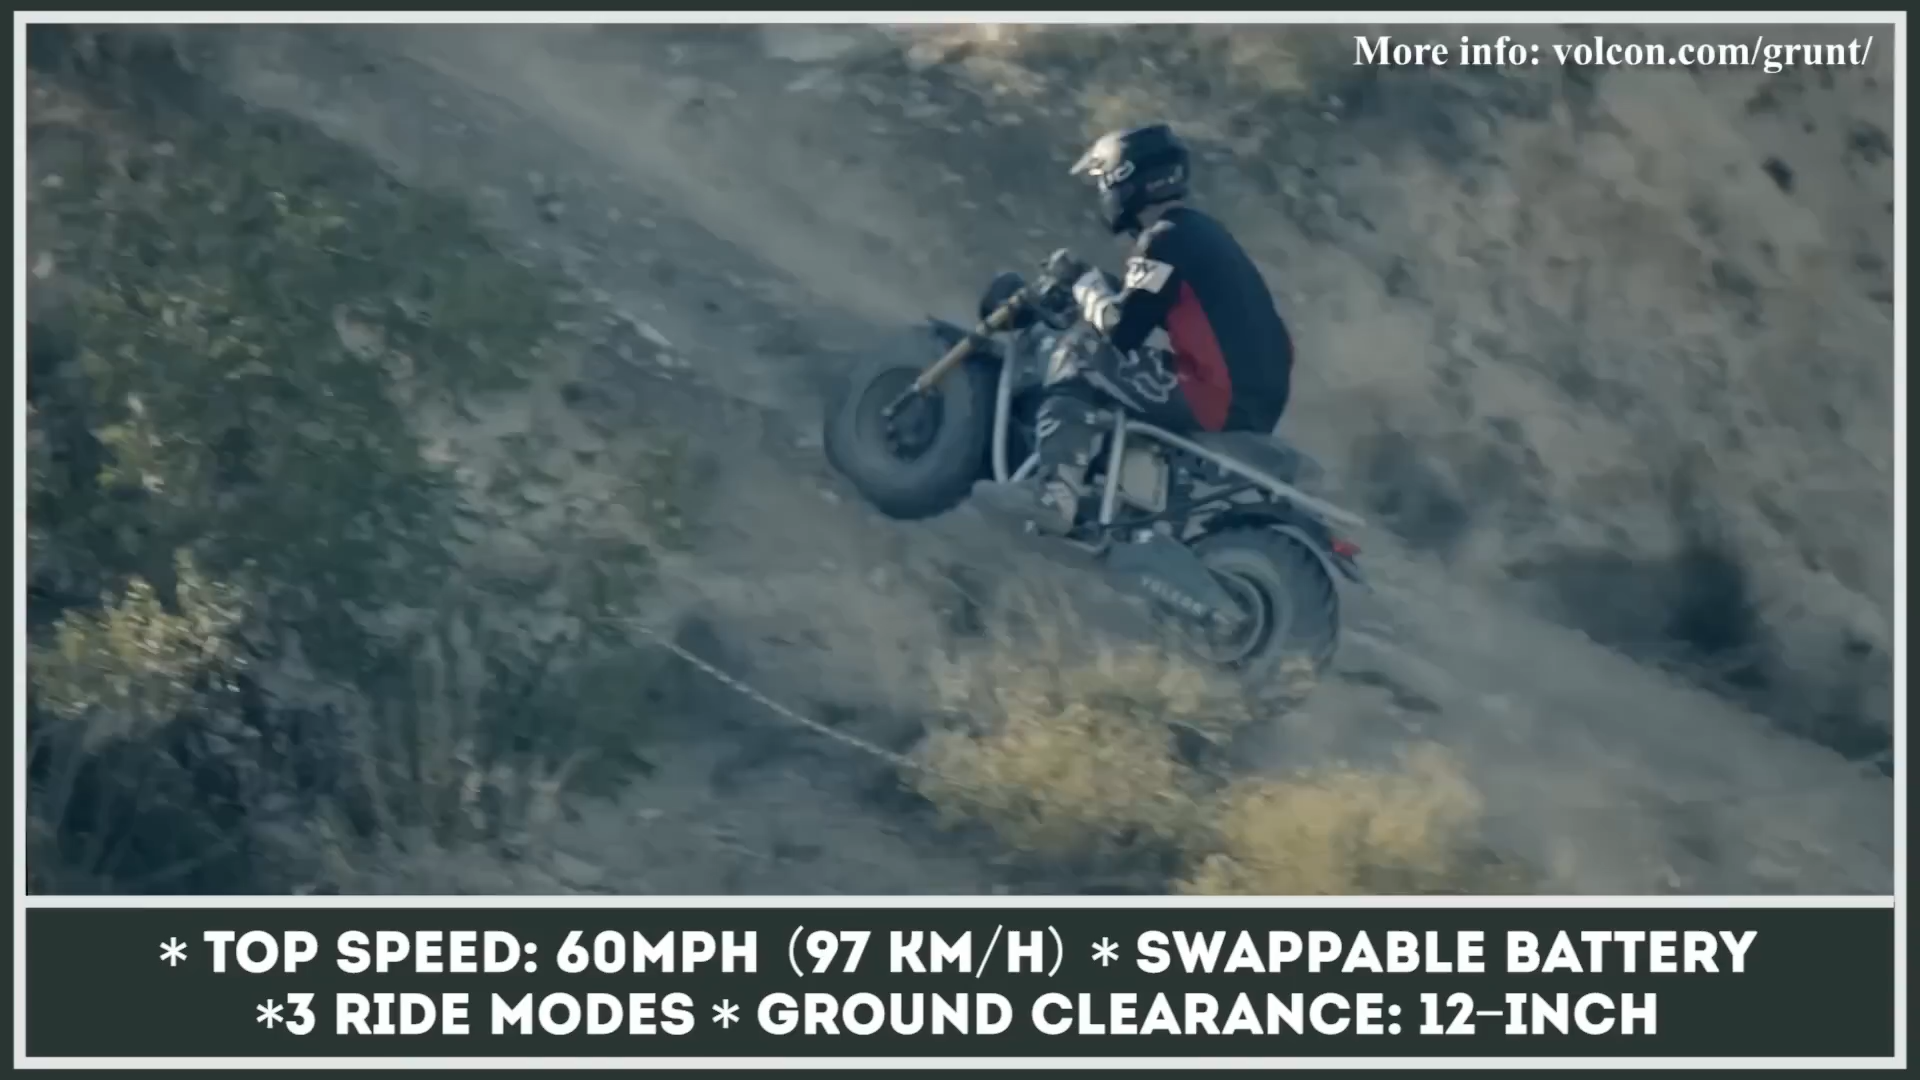 More info: volcon.com/grunt/
VOLCON
* TOP SPEED: 60MPH (97 KM/H) * SWAPPABLE BATTERY
*3 RIDE MODES * GROUND CLEARANCE: 12-INCH